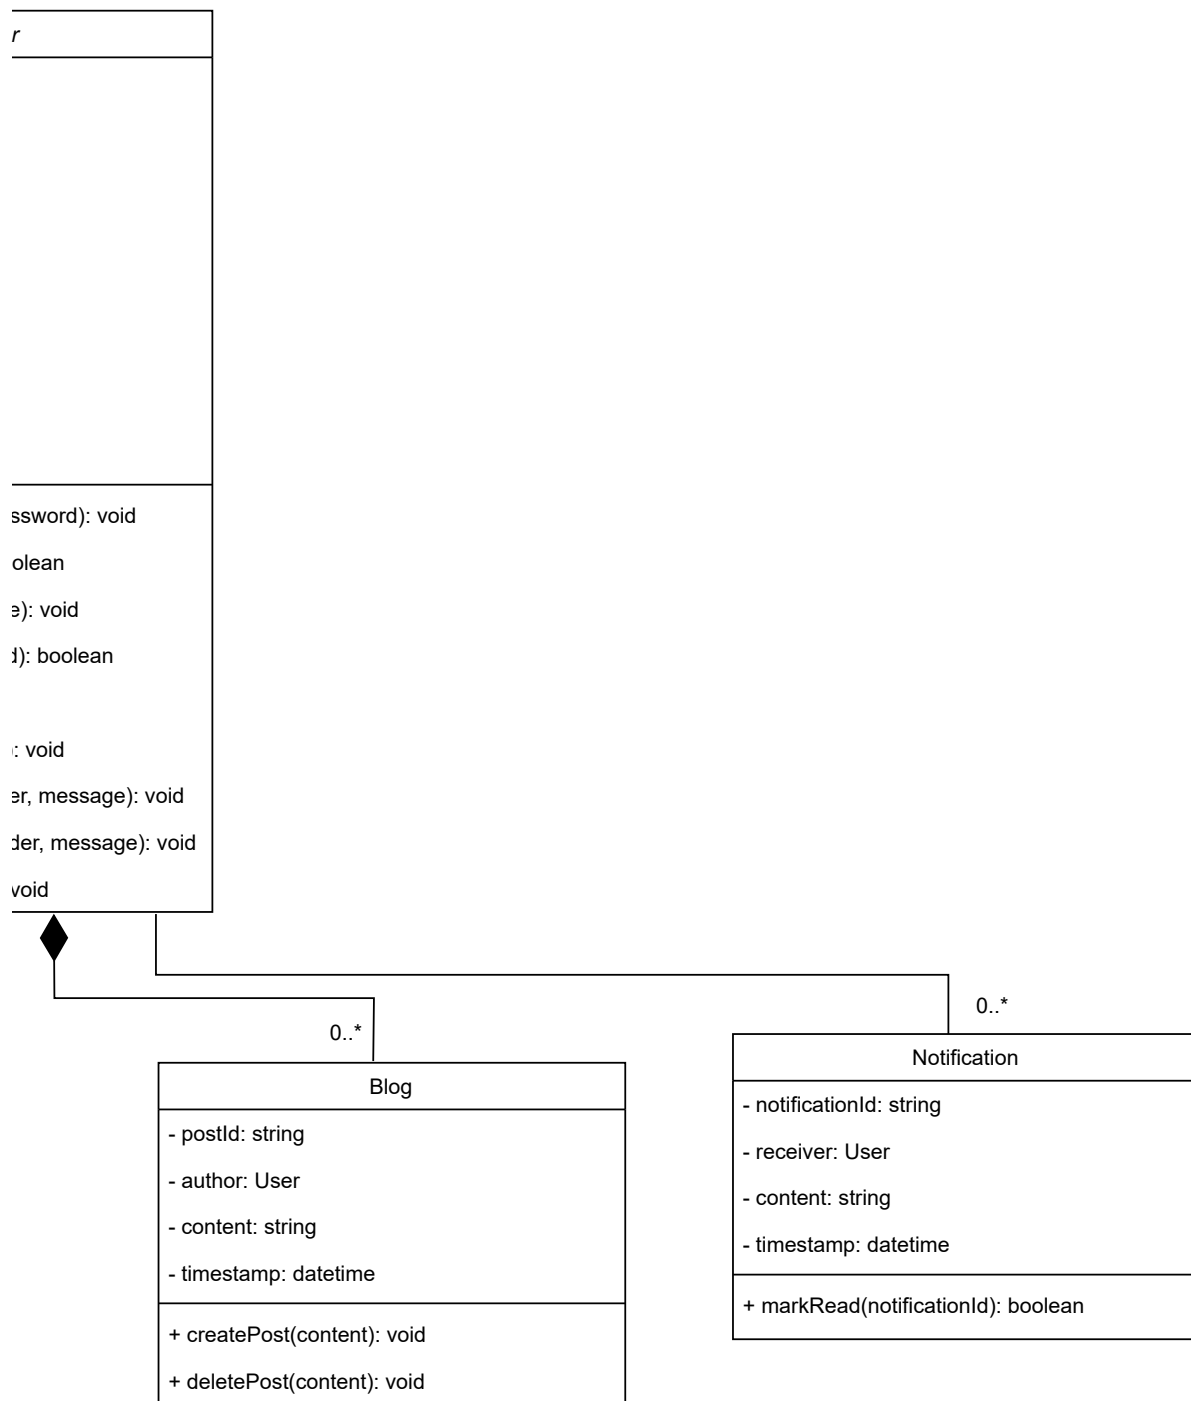 r
ssword): void
olean
e): void
d): boolean
): void
er, message): void
der, message): void
void
0..*
0..*
Blog
- postId: string
- author: User
- content: string
- timestamp: datetime
+ createPost(content): void
+ deletePost(content): void
Notification
- notificationId: string
- receiver: User
- content: string
- timestamp: datetime
+ markRead(notificationId): boolean